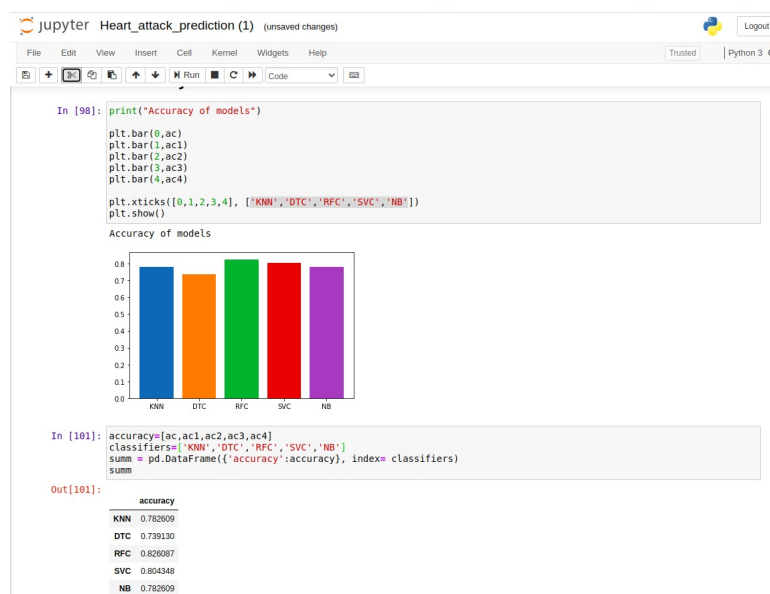 jupyter Heart_attack_prediction (1) (unsaved changes)
Logout
File Edit View Insert Cell Kernel Widgets Help
Trusted Python 3
Run Code
In [98]: print("Accuracy of models")
plt.bar(0,ac)
plt.bar(1,ac1)
plt.bar(2,ac2)
plt.bar(3,ac3)
plt.bar(4,ac4)
plt.xticks([0,1,2,3,4], ['KNN','DTC','RFC','SVC','NB'])
plt.show()
Accuracy of models
0.8
0.7
0.6
0.5
0.4
0.3
0.2
0.1
0.0
KNN DTC RFC SVC NB
In [101]: accuracy=[ac,ac1,ac2,ac3,ac4]
classifiers=['KNN','DTC','RFC','SVC','NB']
summ = pd.DataFrame({'accuracy':accuracy}, index= classifiers)
summ
Out[101]:
accuracy
KNN 0.782609
DTC 0.739130
RFC 0.826087
SVC 0.804348
NB 0.782609